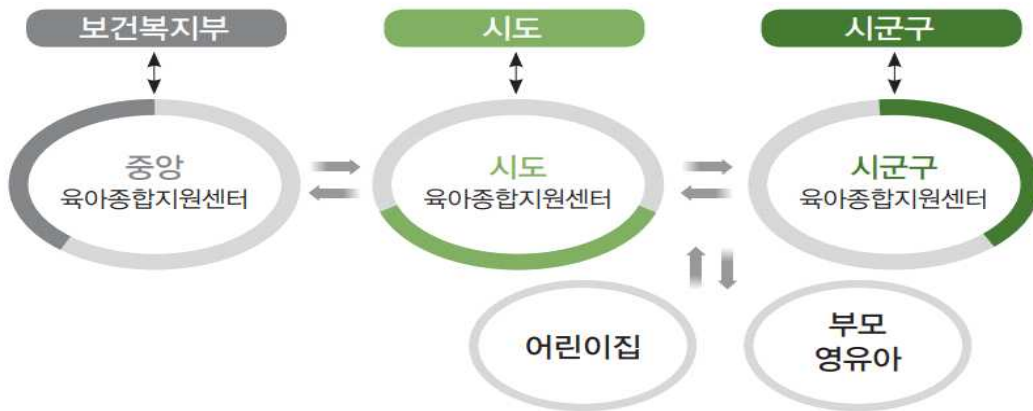 보건복지부
시도
시군구
중앙
육아종합지원센터
시도
육아종합지원센터
시군구
육아종합지원센터
어린이집
부모
영유아